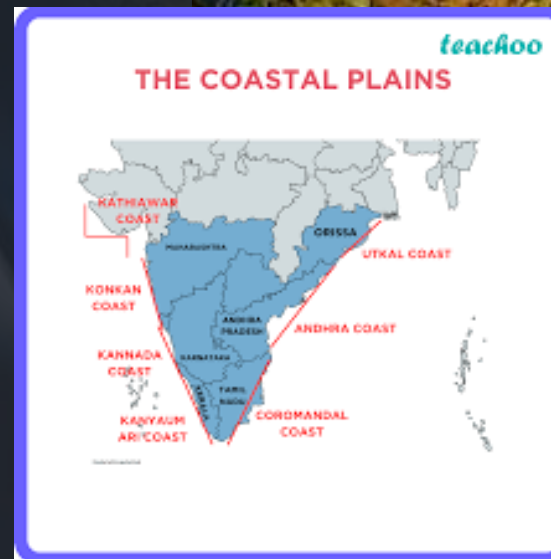 teachoo
THE COASTAL PLAINS
KATHIAWAR
COAST
MAHARASHTRA
ORISSA
UTKAL COAST
KONKAN
COAST
ANDHRA
PRADESH
ANDHRA COAST
KANNADA
COAST
KARNATAKA
KERALA
TAMIL
NADU
KANYAUM
ARI COAST
COROMANDAL
COAST